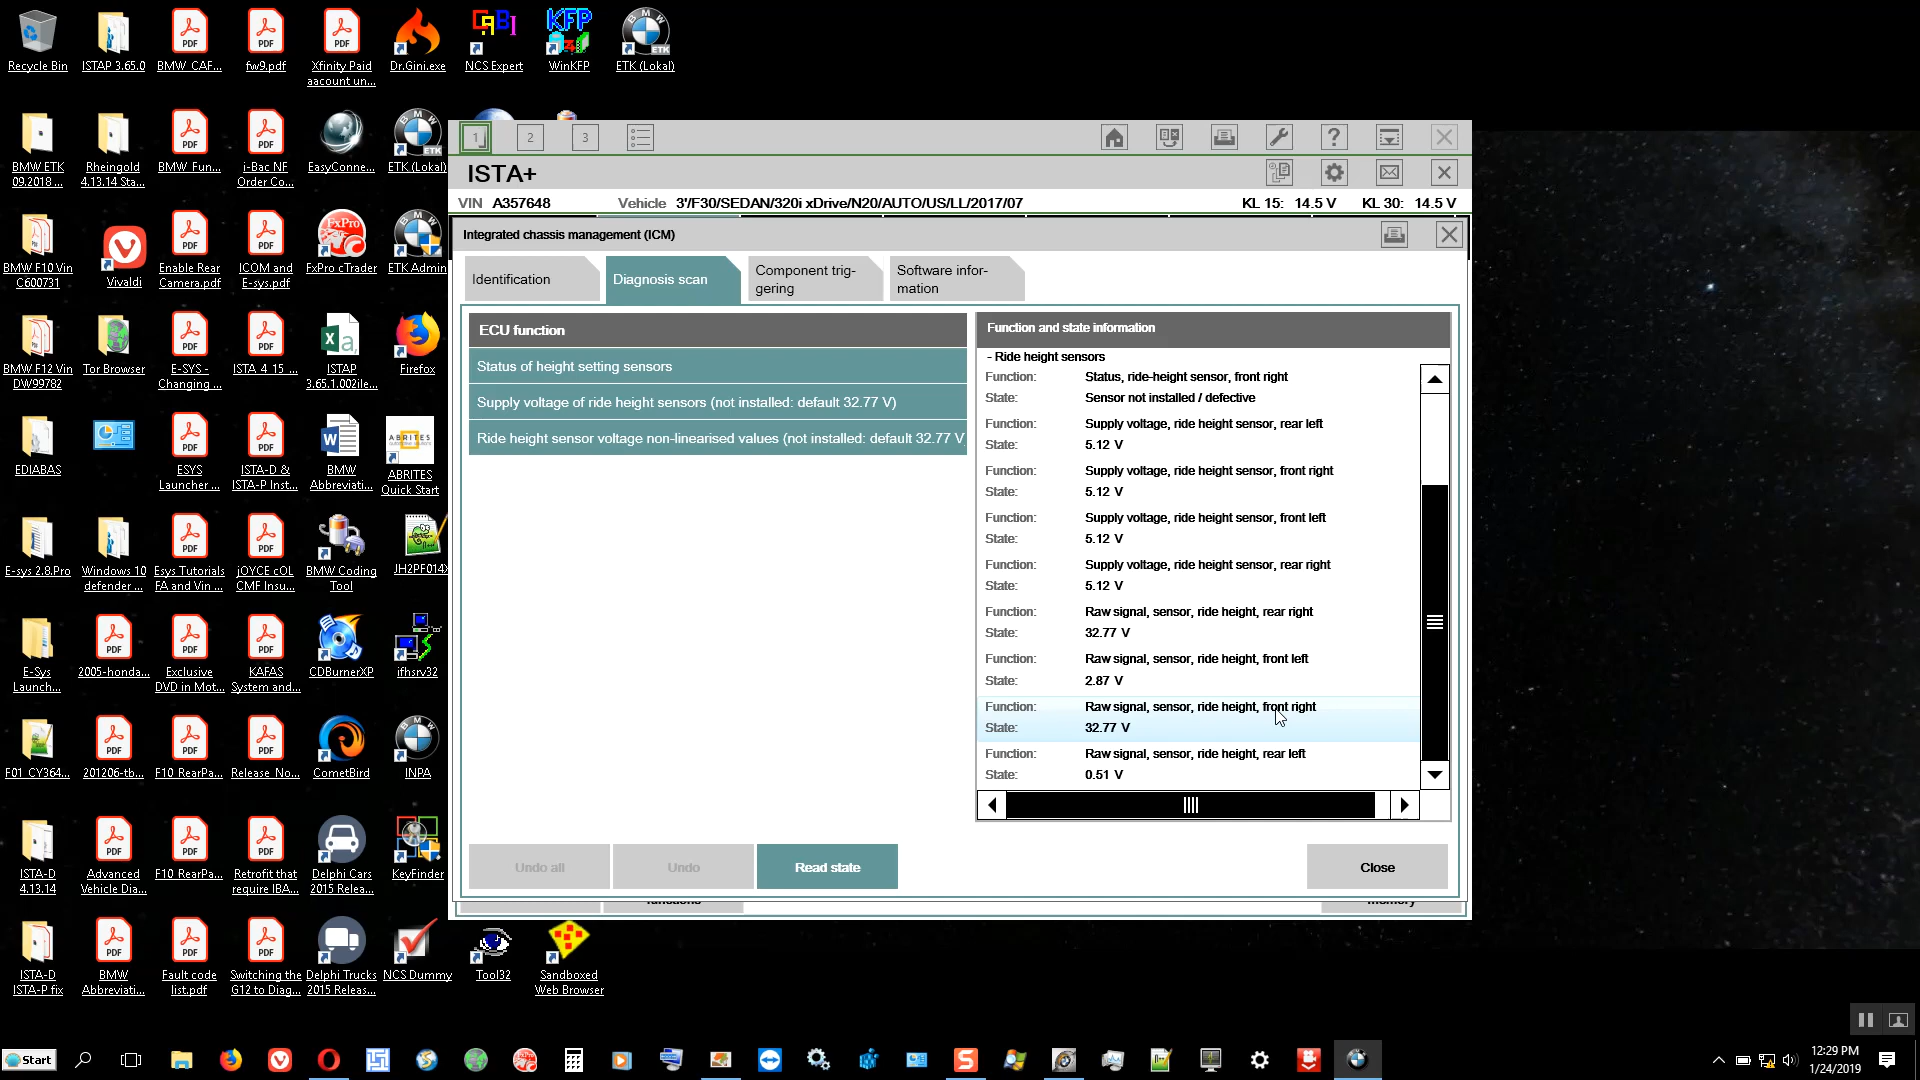 Recycle Bin
ISTAP 3.65.0
BMW_CAF...
fw9.pdf
Xfinity Paid
aacount un...
Dr.Gini.exe
NCS Expert
WinKFP
ETK (Lokal)
BMW ETK
09.2018 ...
Rheingold
4.13.14 Sta...
BMW_Fun...
i-Bac NF
Order Co...
EasyConne...
ETK (Lokal)
BMW F10 Vin
C600731
Vivaldi
Enable Rear
Camera.pdf
ICOM and
E-sys.pdf
FxPro cTrader
ETK Admin
BMW F12 Vin
DW99782
Tor Browser
E-SYS -
Changing ...
ISTA_4_15_...
ISTAP
3.65.1.002ile...
Firefox
EDIABAS
ESYS
Launcher ...
ISTA-D &
ISTA-P Inst...
BMW
Abbreviati...
ABRITES
ABRITES
Quick Start
E-sys 2.8.Pro
Windows 10
defender ...
Esys Tutorials
FA and Vin ...
jOYCE cOL
CMF Insu...
BMW Coding
Tool
JH2PF014X
E-Sys
Launch...
2005-honda...
Exclusive
DVD in Mot...
KAFAS
System and...
CDBurnerXP
ifhsrv32
F01_CY364...
201206-tb...
F10_RearPa...
Release_No...
CometBird
INPA
ISTA-D
4.13.14
Advanced
Vehicle Dia...
F10_RearPa...
Retrofit that
require IBA...
Delphi Cars
2015 Relea...
KeyFinder
ISTA-D
ISTA-P fix
BMW
Abbreviati...
Fault code
list.pdf
Switching the
G12 to Diag...
Delphi Trucks
2015 Releas...
NCS Dummy
Tool32
Sandboxed
Web Browser
1
2
3
?
ISTA+
VIN A357648
Vehicle 3'/F30/SEDAN/320i xDrive/N20/AUTO/US/LL/2017/07
KL 15: 14.5 V KL 30: 14.5 V
Integrated chassis management (ICM)
Identification
Diagnosis scan
Component trig-
gering
Software infor-
mation
ECU function
Status of height setting sensors
Supply voltage of ride height sensors (not installed: default 32.77 V)
Ride height sensor voltage non-linearised values (not installed: default 32.77 V
Function and state information
- Ride height sensors
Function: Status, ride-height sensor, front right
State: Sensor not installed / defective
Function: Supply voltage, ride height sensor, rear left
State: 5.12 V
Function: Supply voltage, ride height sensor, front right
State: 5.12 V
Function: Supply voltage, ride height sensor, front left
State: 5.12 V
Function: Supply voltage, ride height sensor, rear right
State: 5.12 V
Function: Raw signal, sensor, ride height, rear right
State: 32.77 V
Function: Raw signal, sensor, ride height, front left
State: 2.87 V
Function: Raw signal, sensor, ride height, front right
State: 32.77 V
Function: Raw signal, sensor, ride height, rear left
State: 0.51 V
Undo all
Undo
Read state
Close
functions
memory
Start
12:29 PM
1/24/2019